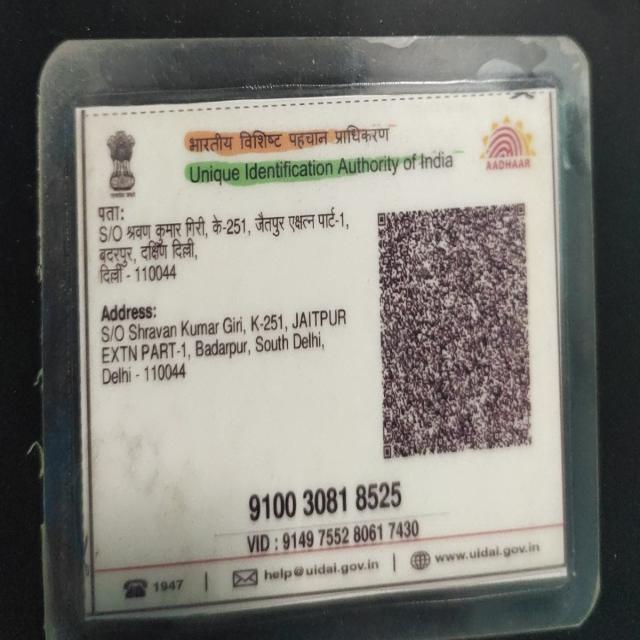 भारतीय विशिष्ट पहचान प्राधिकरण
Unique Identification Authority of India
AADHAAR
पता:
S/O श्रवण कुमार गिरी, के-251, जैतपुर एक्षत्न पार्ट-1,
बदरपुर, दक्षिण दिल्ली,
दिल्ली - 110044
Address:
S/O Shravan Kumar Giri, K-251, JAITPUR
EXTN PART-1, Badarpur, South Delhi,
Delhi - 110044
9100 3081 8525
VID : 9149 7552 8061 7430
1947 | help@uidai.gov.in | www.uidai.gov.in